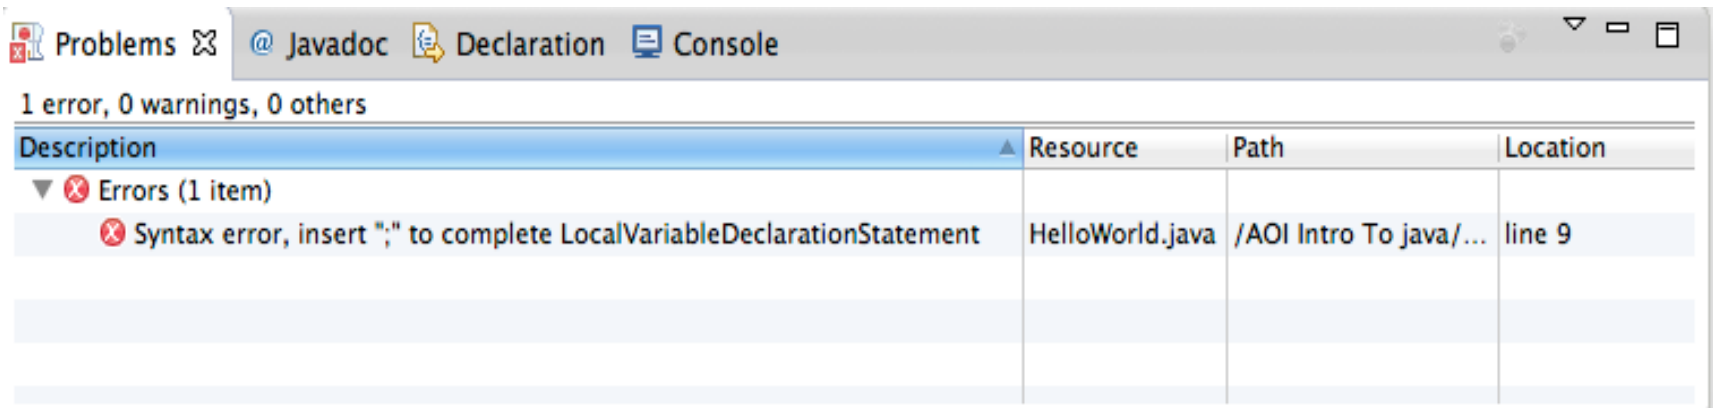 Problems @ Javadoc Declaration Console
1 error, 0 warnings, 0 others
Description Resource Path Location
Errors (1 item)
Syntax error, insert ";" to complete LocalVariableDeclarationStatement HelloWorld.java /AOI Intro To java/... line 9